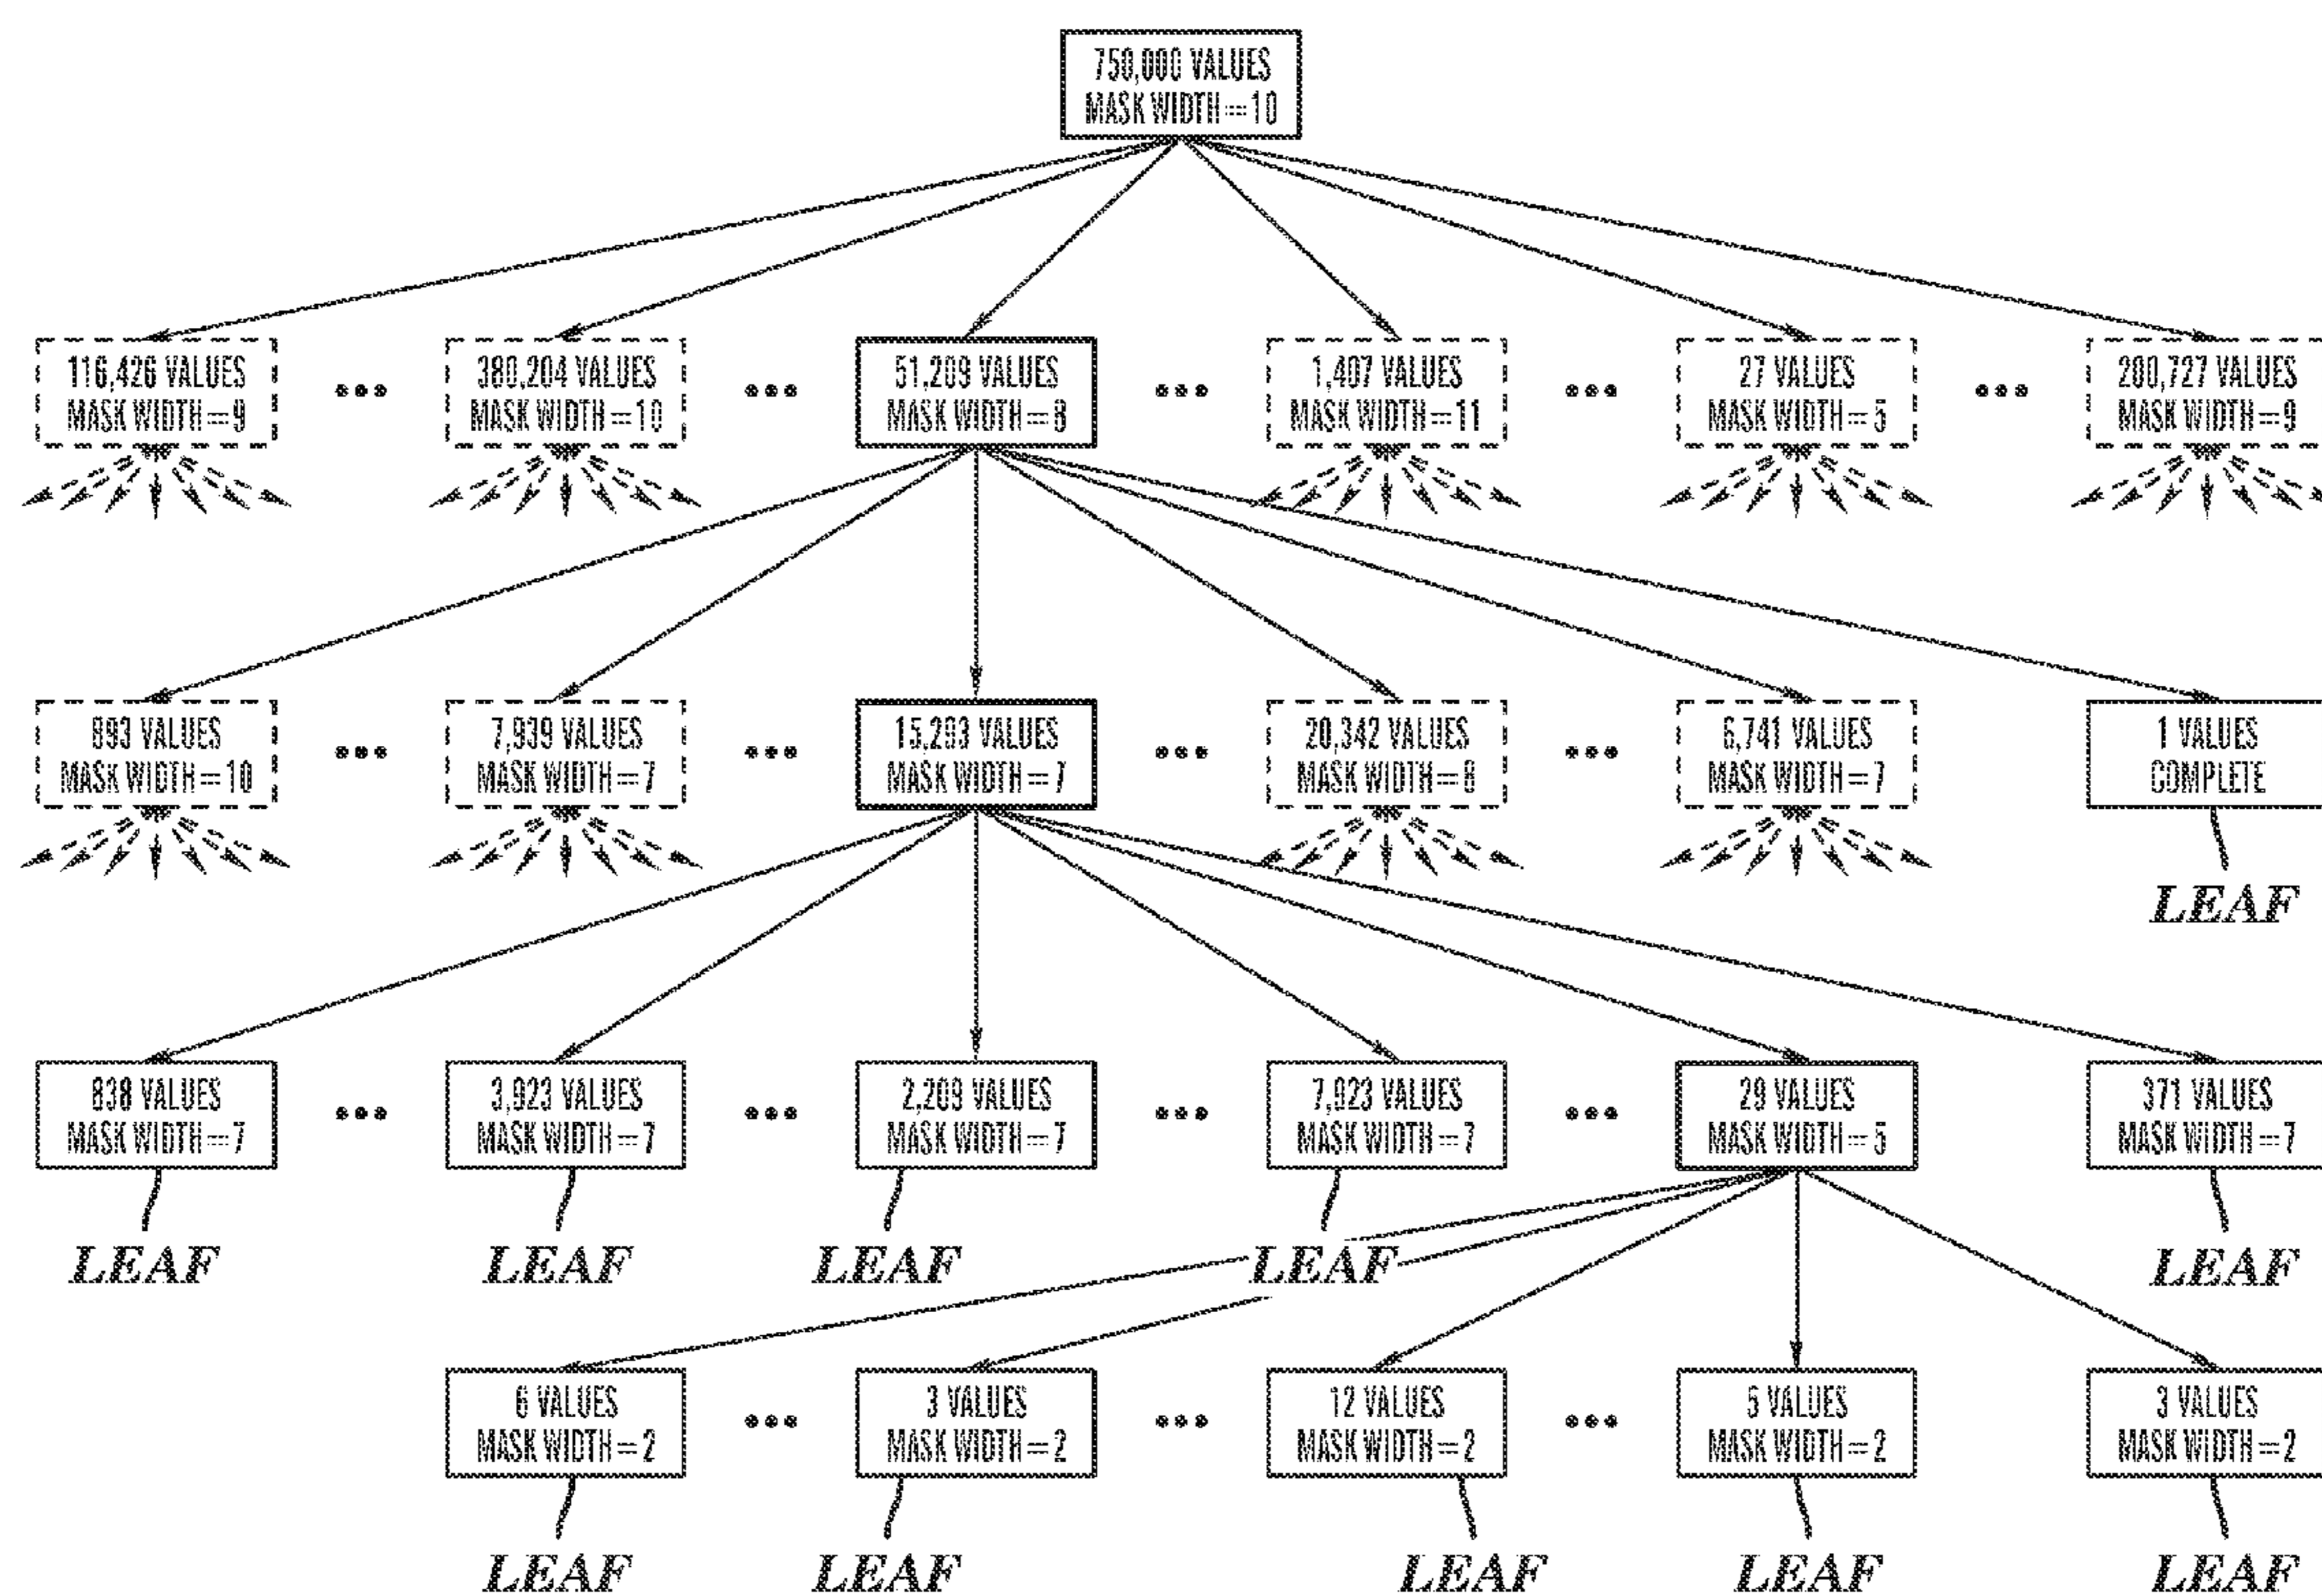 750,000 VALUES
MASK WIDTH=10
116,426 VALUES
MASK WIDTH=9
380,204 VALUES
MASK WIDTH=10
51,209 VALUES
MASK WIDTH=8
1,407 VALUES
MASK WIDTH=11
27 VALUES
MASK WIDTH=5
200,727 VALUES
MASK WIDTH=9
893 VALUES
MASK WIDTH=10
7,939 VALUES
MASK WIDTH=7
15,293 VALUES
MASK WIDTH=7
20,342 VALUES
MASK WIDTH=8
6,741 VALUES
MASK WIDTH=7
1 VALUES
COMPLETE
LEAF
838 VALUES
MASK WIDTH=7
3,923 VALUES
MASK WIDTH=7
2,209 VALUES
MASK WIDTH=7
7,923 VALUES
MASK WIDTH=7
29 VALUES
MASK WIDTH=5
371 VALUES
MASK WIDTH=7
LEAF
LEAF
LEAF
LEAF
LEAF
6 VALUES
MASK WIDTH=2
3 VALUES
MASK WIDTH=2
12 VALUES
MASK WIDTH=2
5 VALUES
MASK WIDTH=2
3 VALUES
MASK WIDTH=2
LEAF
LEAF
LEAF
LEAF
LEAF